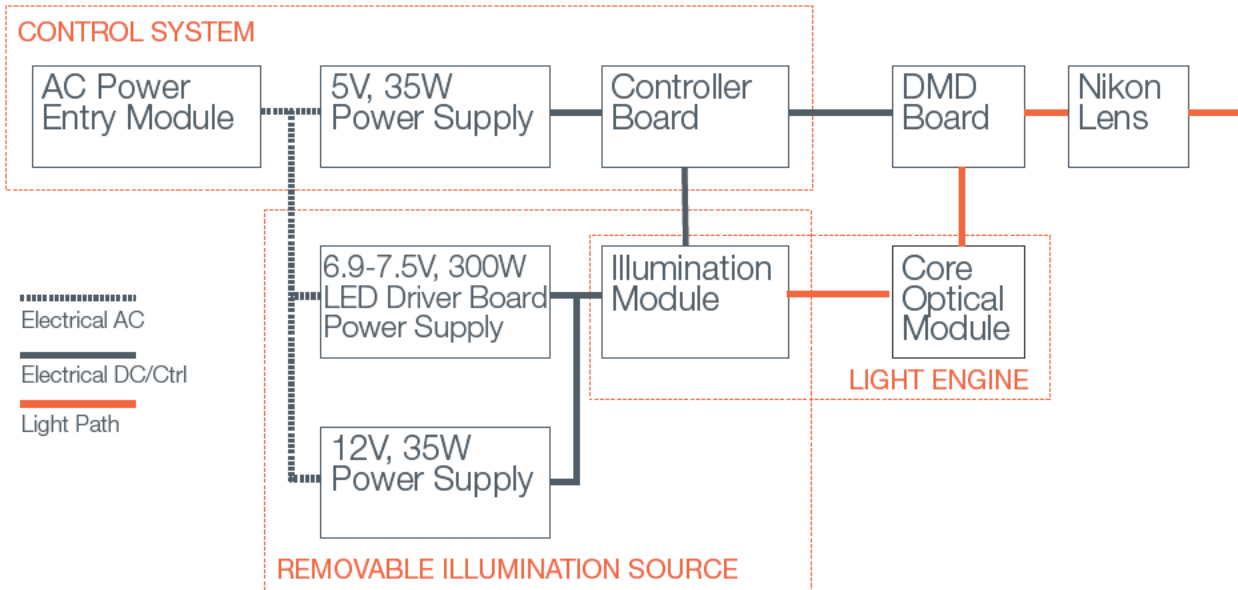 CONTROL SYSTEM
AC Power
Entry Module
5V, 35W
Power Supply
Controller
Board
DMD
Board
Nikon
Lens
6.9-7.5V, 300W
LED Driver Board
Power Supply
Illumination
Module
Core
Optical
Module
Electrical AC
Electrical DC/Ctrl
Light Path
LIGHT ENGINE
12V, 35W
Power Supply
REMOVABLE ILLUMINATION SOURCE